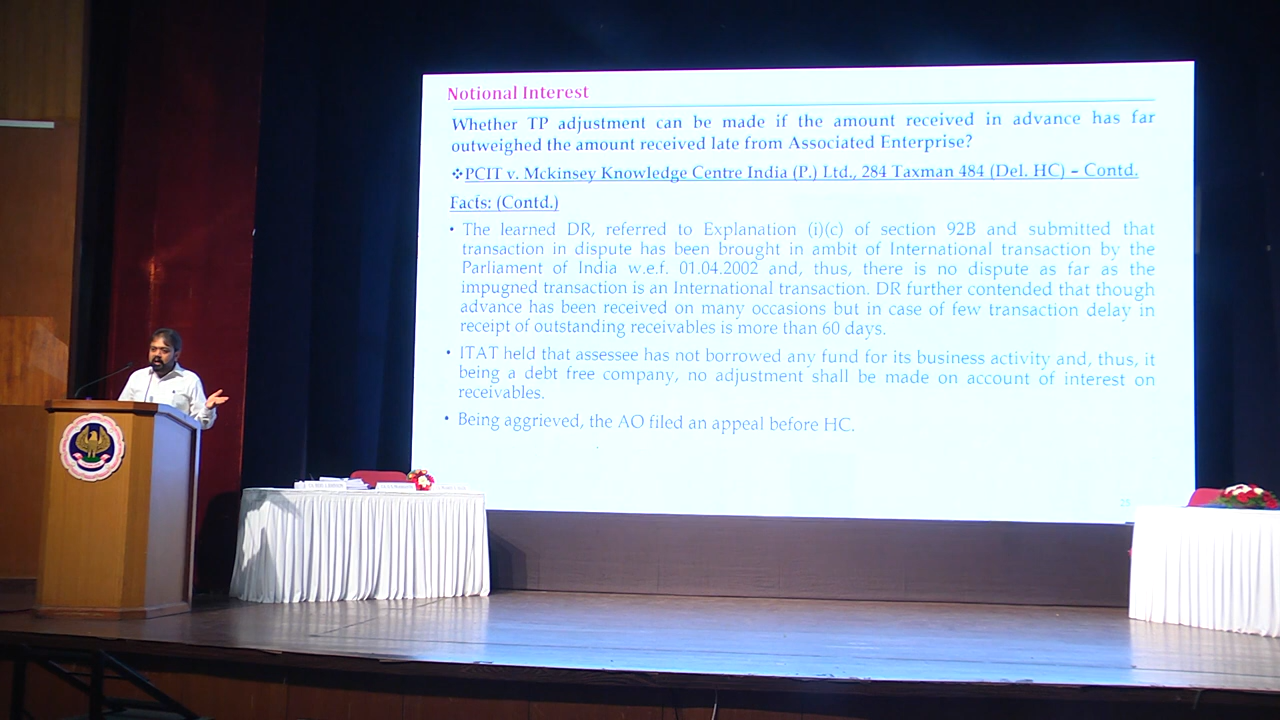 Notional Interest
Whether TP adjustment can be made if the amount received in advance has far
outweighed the amount received late from Associated Enterprise?
❖PCIT v. Mckinsey Knowledge Centre India (P.) Ltd., 284 Taxman 484 (Del. HC) – Contd.
Facts: (Contd.)
• The learned DR, referred to Explanation (i)(c) of section 92B and submitted that
transaction in dispute has been brought in ambit of International transaction by the
Parliament of India w.e.f. 01.04.2002 and, thus, there is no dispute as far as the
impugned transaction is an International transaction. DR further contended that though
advance has been received on many occasions but in case of few transaction delay in
receipt of outstanding receivables is more than 60 days.
• ITAT held that assessee has not borrowed any fund for its business activity and, thus, it
being a debt free company, no adjustment shall be made on account of interest on
receivables.
• Being aggrieved, the AO filed an appeal before HC.